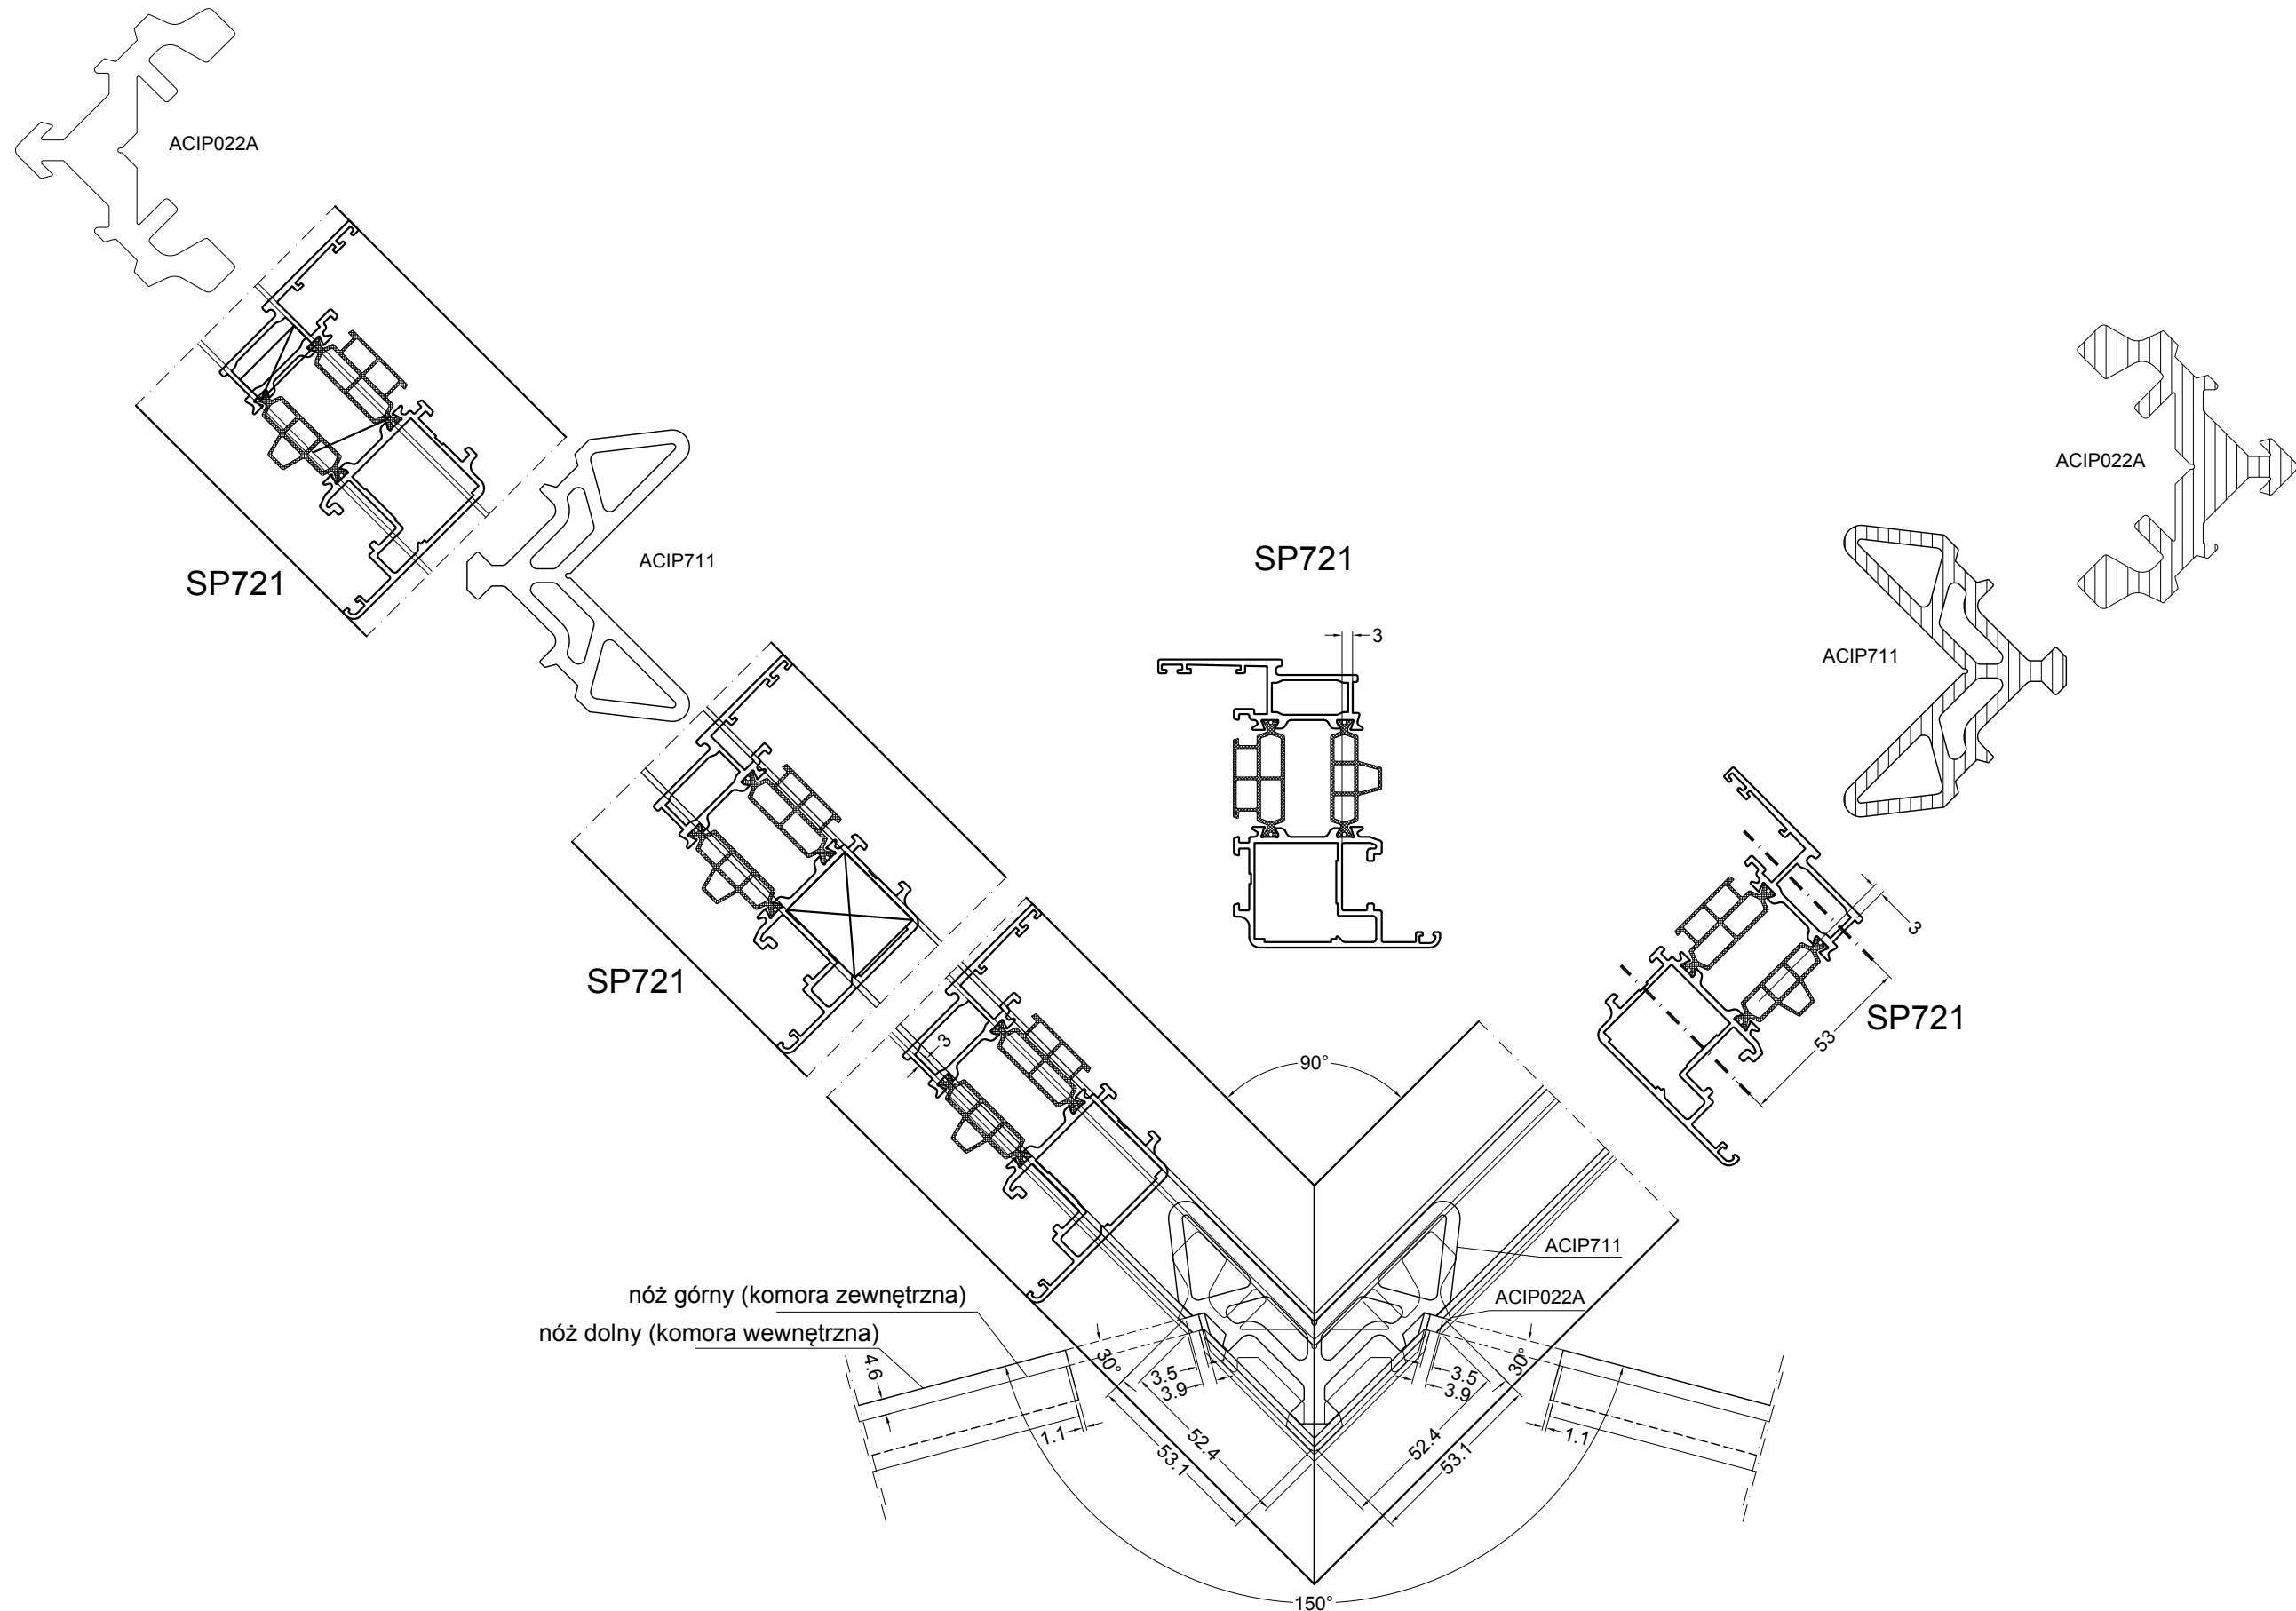 ACIP022A
SP721
ACIP711
SP721
3
SP721
ACIP022A
ACIP711
3
53
SP721
3
90°
ACIP711
ACIP022A
nóż górny (komora zewnętrzna)
nóż dolny (komora wewnętrzna)
4.6
30°
3.5
3.9
1.1
52.4
53.1
3.5
3.9
30°
52.4
53.1
1.1
150°